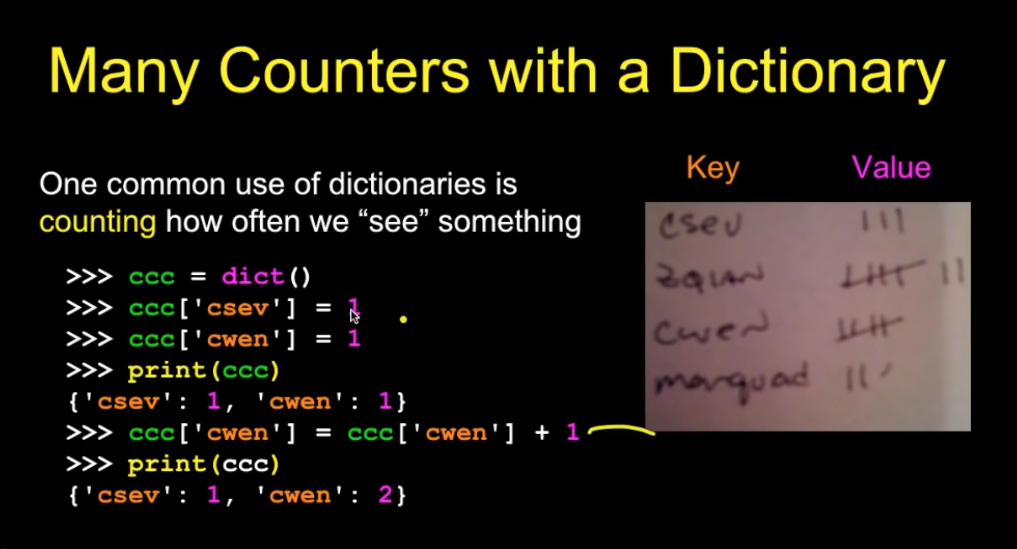 Many Counters with a Dictionary
One common use of dictionaries is
counting how often we “see” something
>>> ccc = dict()
>>> ccc['csev'] = 1
>>> ccc['cwen'] = 1
>>> print(ccc)
{'csev': 1, 'cwen': 1}
>>> ccc['cwen'] = ccc['cwen'] + 1
>>> print(ccc)
{'csev': 1, 'cwen': 2}
Key Value
csev
zqian
cwen
marquad